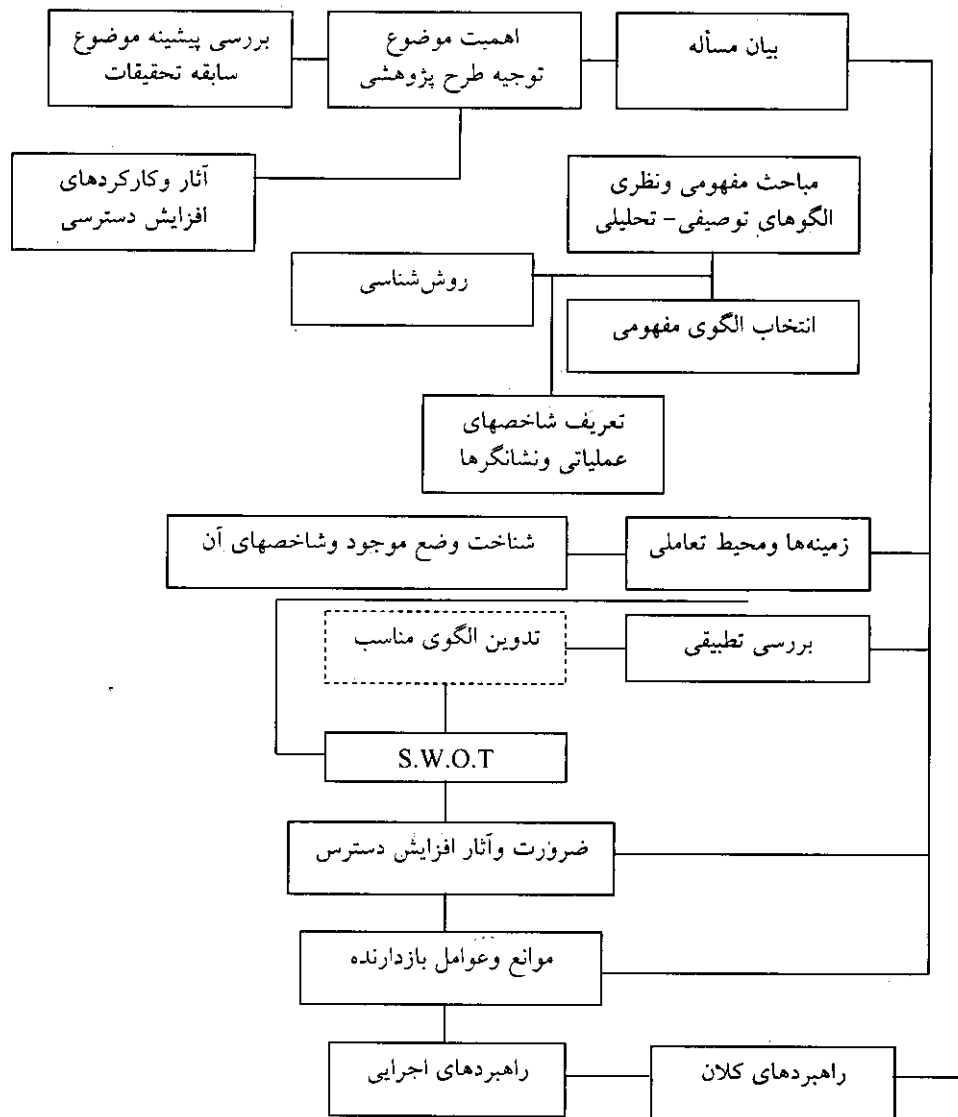 بیان مسأله
اهمیت موضوع
توجیه طرح پژوهشی
بررسی پیشینه موضوع
سابقه تحقیقات
آثار وکارکردهای
افزایش دسترسی
مباحث مفهومی ونظری
الگوهای توصیفی - تحلیلی
روش‌شناسی
انتخاب الگوی مفهومی
تعریف شاخصهای
عملیاتی ونشانگرها
زمینه‌ها ومحیط تعاملی
شناخت وضع موجود وشاخصهای آن
بررسی تطبیقی
تدوین الگوی مناسب
S.W.O.T
ضرورت وآثار افزایش دسترس
موانع وعوامل بازدارنده
راهبردهای کلان
راهبردهای اجرایی